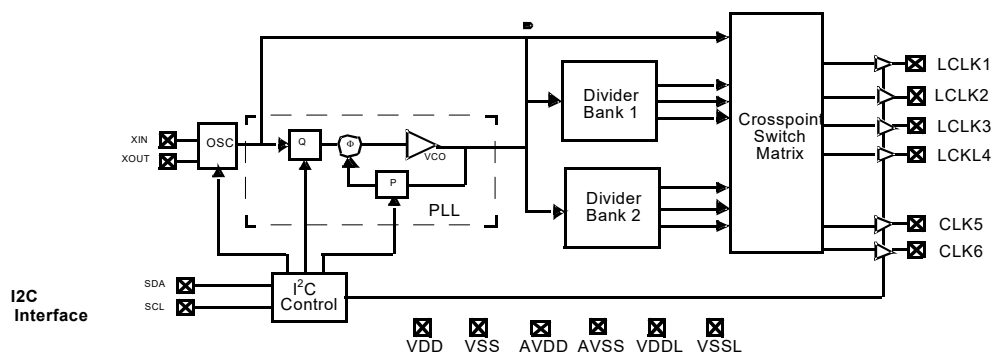 Divider
Bank 1
Crosspoint
Switch
Matrix
LCLK1
LCLK2
LCLK3
LCKL4
XIN
XOUT
OSC
Q
Φ
VCO
P
PLL
Divider
Bank 2
CLK5
CLK6
I2C
Interface
SDA
SCL
I²C
Control
VDD VSS AVDD AVSS VDDL VSSL